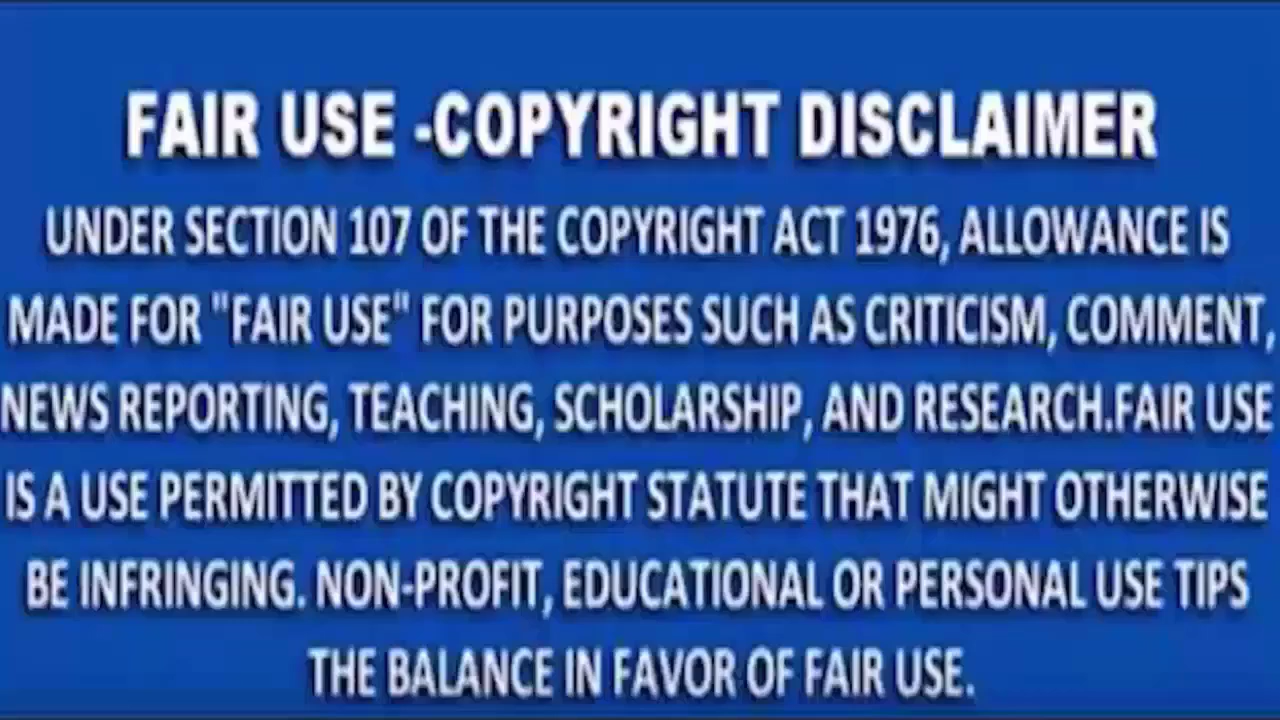 FAIR USE -COPYRIGHT DISCLAIMER
UNDER SECTION 107 OF THE COPYRIGHT ACT 1976, ALLOWANCE IS
MADE FOR "FAIR USE" FOR PURPOSES SUCH AS CRITICISM, COMMENT,
NEWS REPORTING, TEACHING, SCHOLARSHIP, AND RESEARCH.FAIR USE
IS A USE PERMITTED BY COPYRIGHT STATUTE THAT MIGHT OTHERWISE
BE INFRINGING. NON-PROFIT, EDUCATIONAL OR PERSONAL USE TIPS
THE BALANCE IN FAVOR OF FAIR USE.